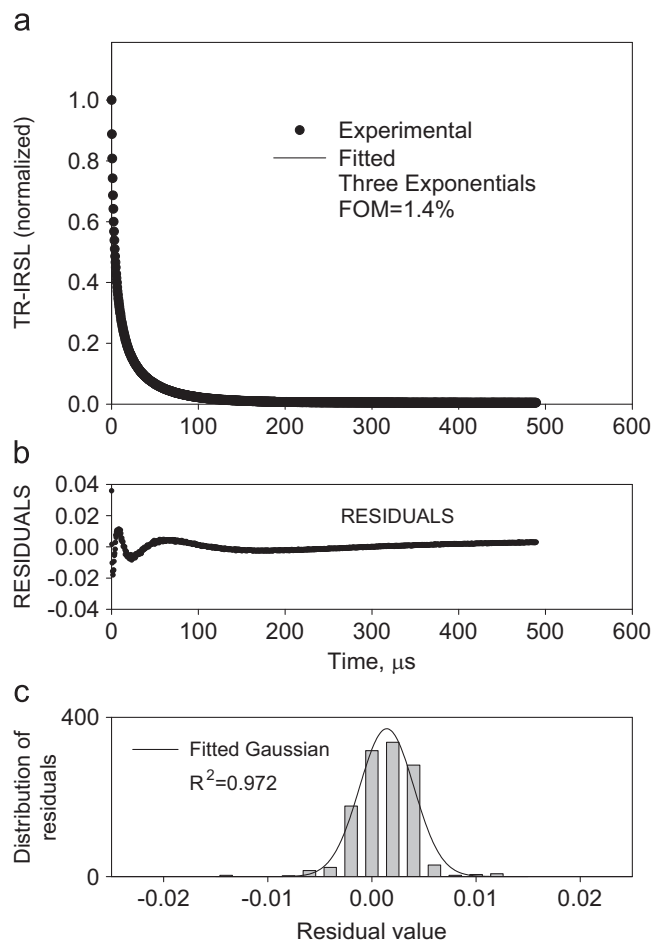 a
TR-IRSL (normalized)
1.0
0.8
0.6
0.4
0.2
0.0
Experimental
Fitted
Three Exponentials
FOM=1.4%
0 100 200 300 400 500 600
b
RESIDUALS
0.04
0.02
0.00
-0.02
-0.04
RESIDUALS
0 100 200 300 400 500 600
Time, μs
c
Distribution of
residuals
400
0
Fitted Gaussian
R²=0.972
-0.02 -0.01 0.00 0.01 0.02
Residual value